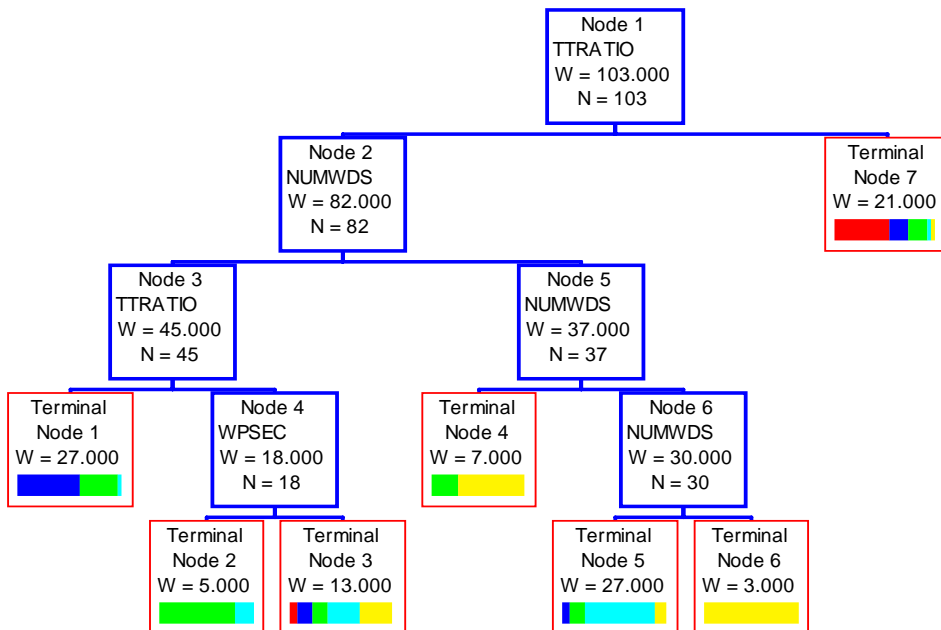 Node 1
TTRATIO
W = 103.000
N = 103
Node 2
NUMWDS
W = 82.000
N = 82
Terminal
Node 7
W = 21.000
Node 3
TTRATIO
W = 45.000
N = 45
Node 5
NUMWDS
W = 37.000
N = 37
Terminal
Node 1
W = 27.000
Node 4
WPSEC
W = 18.000
N = 18
Terminal
Node 4
W = 7.000
Node 6
NUMWDS
W = 30.000
N = 30
Terminal
Node 2
W = 5.000
Terminal
Node 3
W = 13.000
Terminal
Node 5
W = 27.000
Terminal
Node 6
W = 3.000